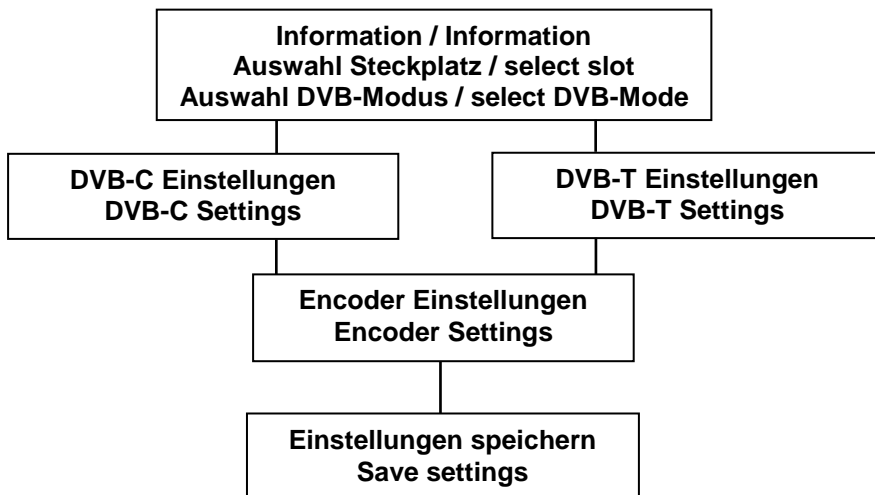 Information / Information
Auswahl Steckplatz / select slot
Auswahl DVB-Modus / select DVB-Mode
DVB-C Einstellungen
DVB-C Settings
DVB-T Einstellungen
DVB-T Settings
Encoder Einstellungen
Encoder Settings
Einstellungen speichern
Save settings